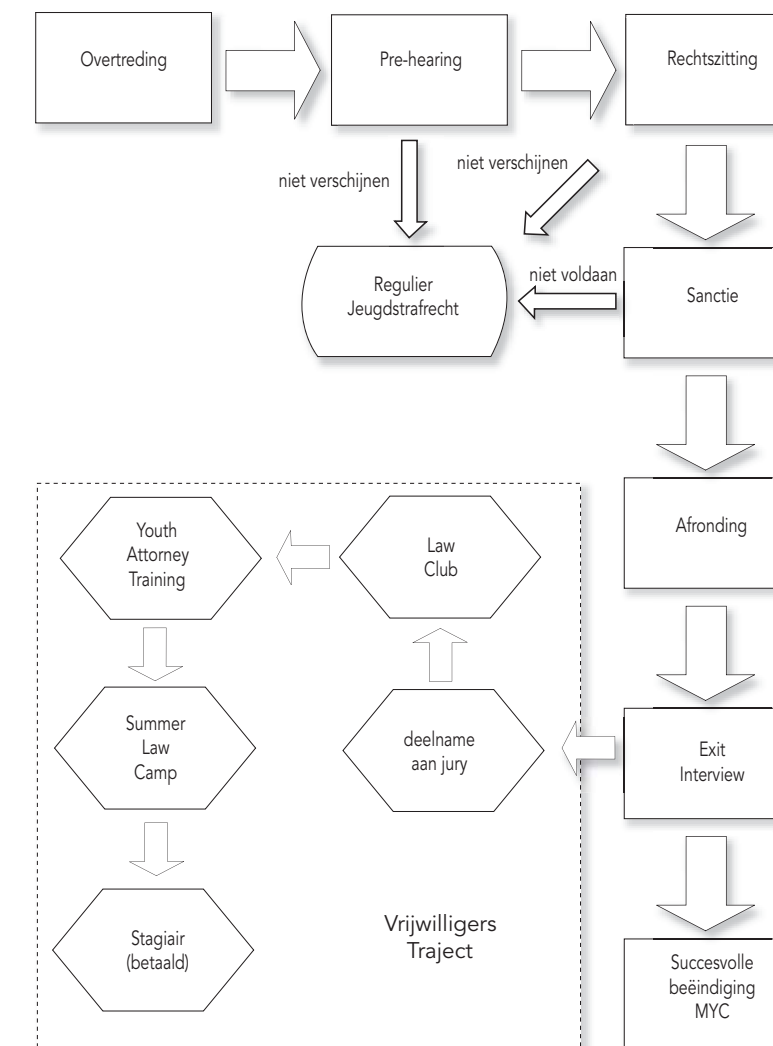 Overtreding
Pre-hearing
Rechtszitting
niet verschijnen
niet verschijnen
Regulier
Jeugdstrafrecht
niet voldaan
Sanctie
Afronding
Youth
Attorney
Training
Law
Club
Summer
Law
Camp
deelname
aan jury
Exit
Interview
Stagiair
(betaald)
Vrijwilligers
Traject
Succesvolle
beëindiging
MYC